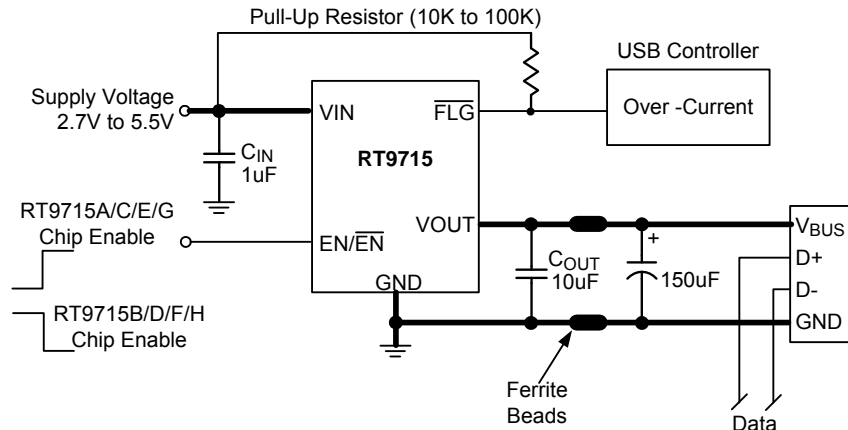 Pull-Up Resistor (10K to 100K)
USB Controller
Supply Voltage
2.7V to 5.5V
VIN
FLG
Over -Current
RT9715
CIN
1uF
RT9715A/C/E/G
Chip Enable
EN/EN
VOUT
GND
VBUS
D+
D-
GND
COUT
10uF
+
150uF
RT9715B/D/F/H
Chip Enable
Ferrite
Beads
Data